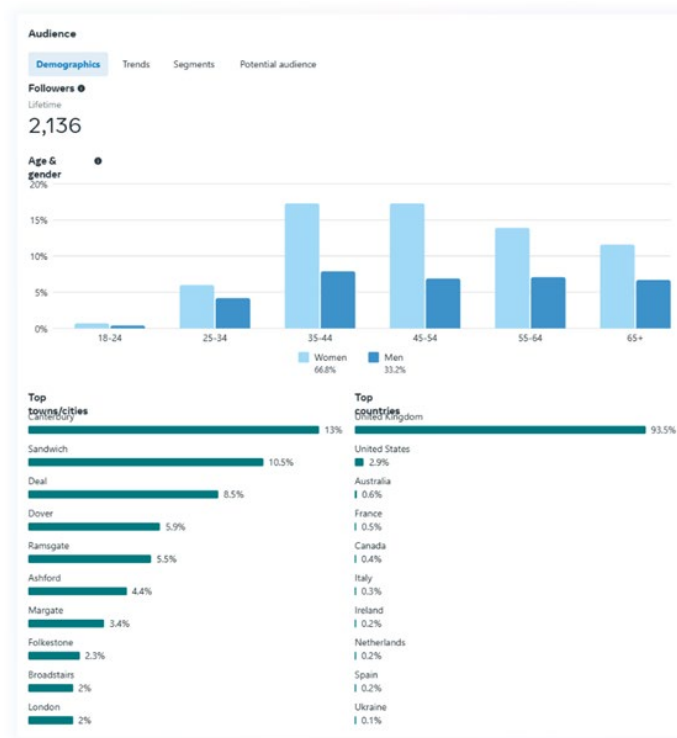 Audience
Demographics Trends Segments Potential audience
Followers
Lifetime
2,136
Age &
gender
20%
15%
10%
5%
0%
18-24 25-34 35-44 45-54 55-64 65+
Women Men
66.8% 33.2%
Top
towns/cities
Canterbury
13%
Sandwich
10.5%
Deal
8.5%
Dover
5.9%
Ramsgate
5.5%
Ashford
4.4%
Margate
3.4%
Folkestone
2.3%
Broadstairs
2%
London
2%
Top
countries
United Kingdom
93.5%
United States
2.9%
Australia
0.6%
France
0.5%
Canada
0.4%
Italy
0.3%
Ireland
0.2%
Netherlands
0.2%
Spain
0.2%
Ukraine
0.1%